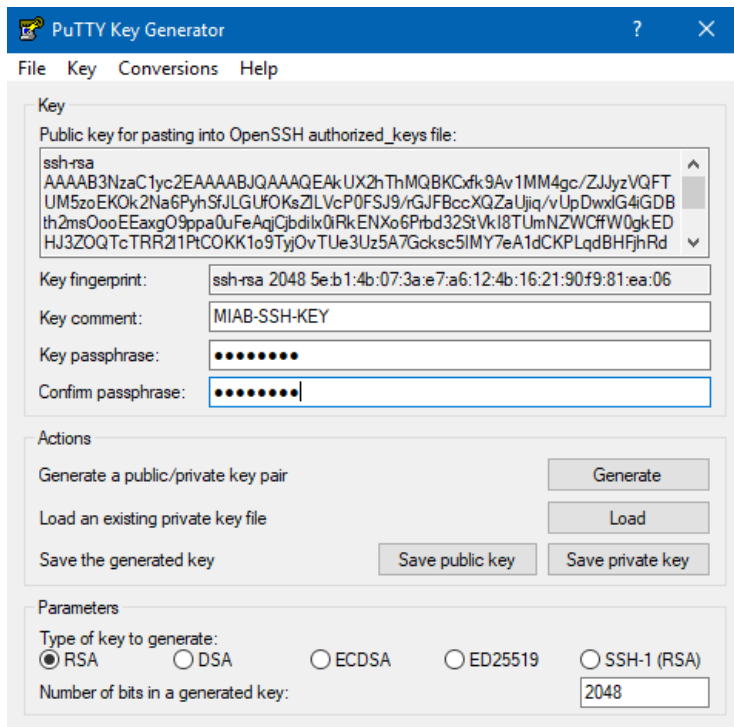 PuTTY Key Generator ? ×
File Key Conversions Help
Key
Public key for pasting into OpenSSH authorized_keys file:
ssh-rsa
AAAAB3NzaC1yc2EAAAABJQAAAQEAkUX2hThMQBKCxfk9Av1MM4gc/ZJJyzVQFT
UM5zoEKOk2Na6PyhSfJLGUfOKsZlLVcP0FSJ9/rGJFBccXQZaUjiq/vUpDwxlG4iGDB
th2msOooEEaxgO9ppa0uFeAqjCjbdiIx0iRkENXo6Prbd32StVkI8TUmNZWCffW0gkED
HJ3ZOQTcTRR2l1PtCOKK1o9TyjOvTUe3Uz5A7Gcksc5IMY7eA1dCKPLqdBHFjhRd
Key fingerprint: ssh-rsa 2048 5e:b1:4b:07:3a:e7:a6:12:4b:16:21:90:f9:81:ea:06
Key comment: MIAB-SSH-KEY
Key passphrase: ●●●●●●●●
Confirm passphrase: ●●●●●●●●
Actions
Generate a public/private key pair Generate
Load an existing private key file Load
Save the generated key Save public key Save private key
Parameters
Type of key to generate:
RSA DSA ECDSA ED25519 SSH-1 (RSA)
Number of bits in a generated key: 2048